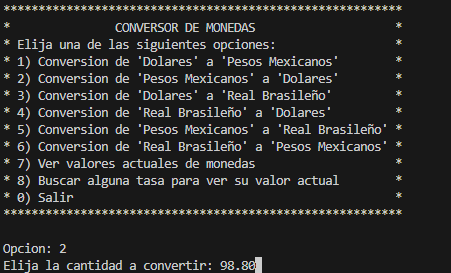 *********************************************************
*               CONVERSOR DE MONEDAS                    *
* Elija una de las siguientes opciones:                 *
* 1) Conversion de 'Dolares' a 'Pesos Mexicanos'        *
* 2) Conversion de 'Pesos Mexicanos' a 'Dolares'        *
* 3) Conversion de 'Dolares' a 'Real Brasileño'         *
* 4) Conversion de 'Real Brasileño' a 'Dolares'         *
* 5) Conversion de 'Pesos Mexicanos' a 'Real Brasileño' *
* 6) Conversion de 'Real Brasileño' a 'Pesos Mexicanos' *
* 7) Ver valores actuales de monedas                    *
* 8) Buscar alguna tasa para ver su valor actual        *
* 0) Salir                                              *
*********************************************************
Opcion: 2
Elija la cantidad a convertir: 98.80